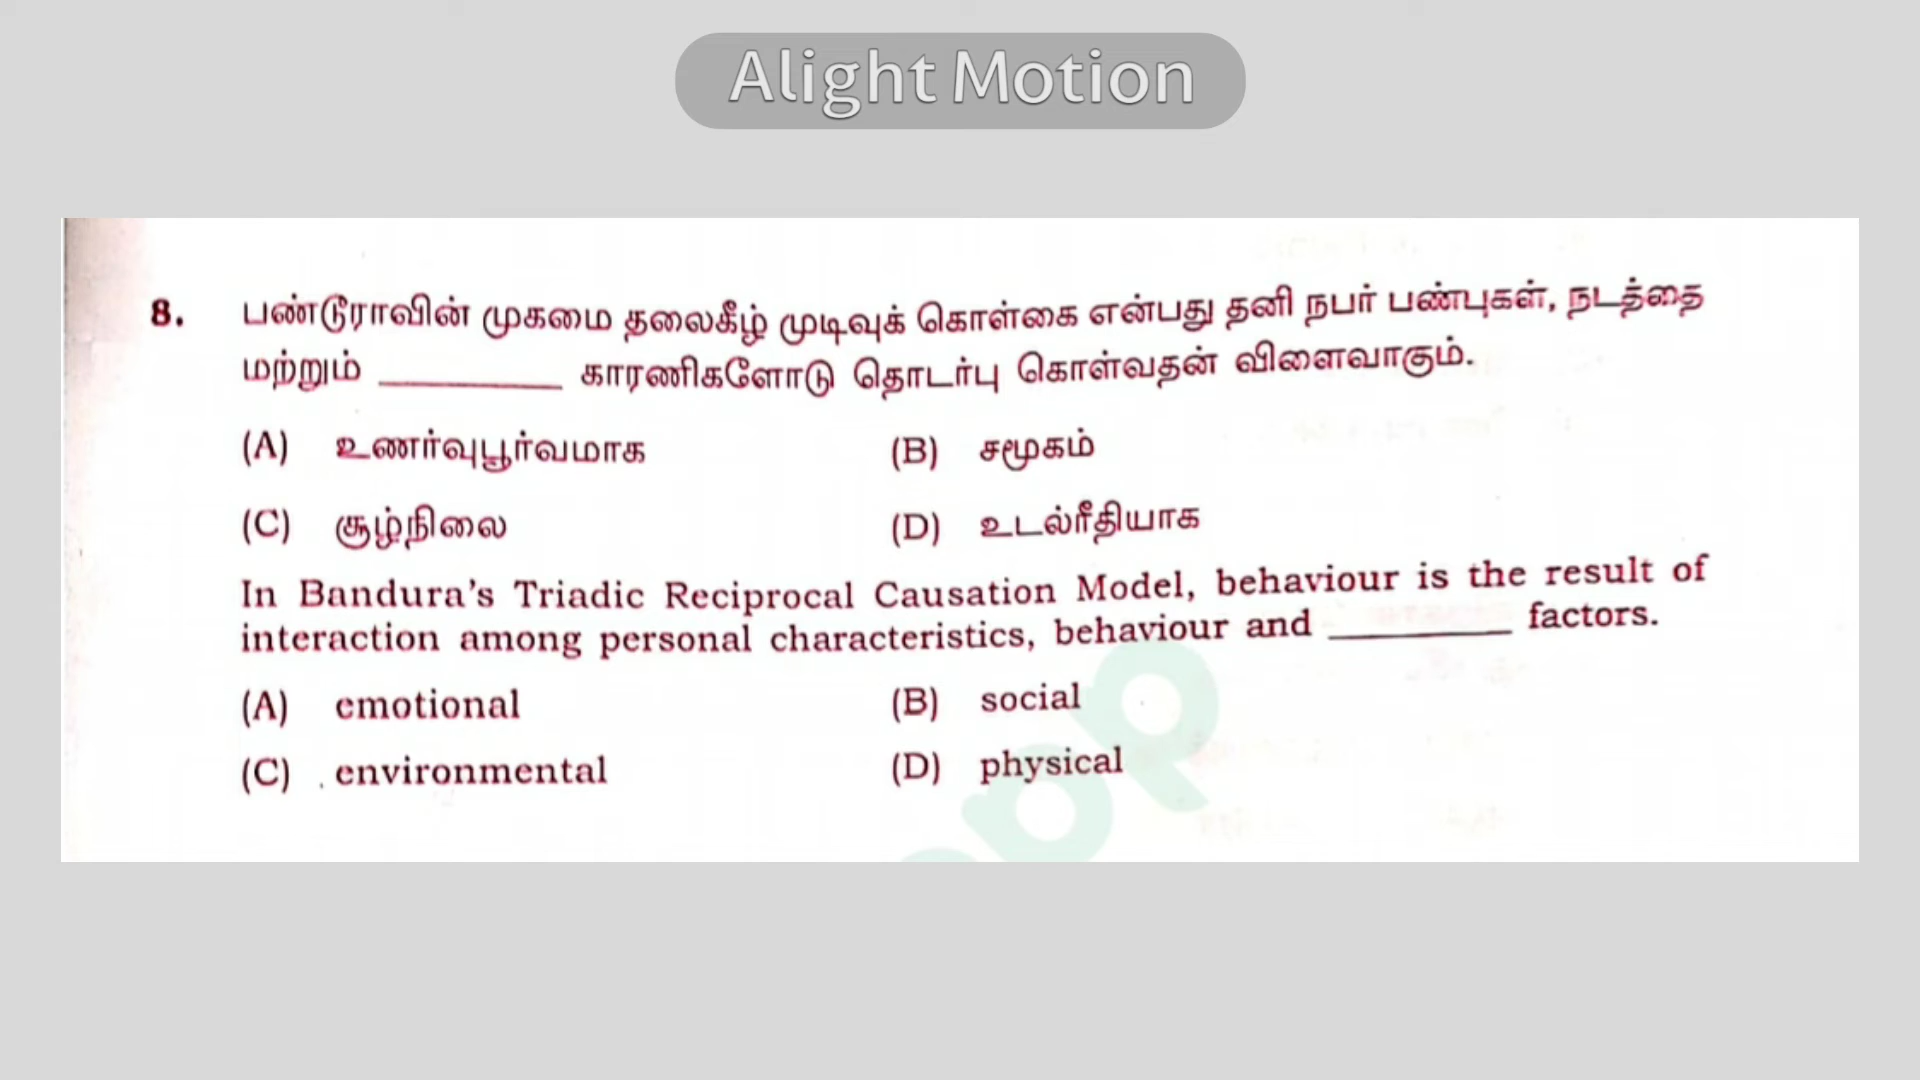 Alight Motion
8. பண்டூராவின் முகமை தலைகீழ் முடிவுக் கொள்கை என்பது தனி நபர் பண்புகள், நடத்தை
மற்றும் __________ காரணிகளோடு தொடர்பு கொள்வதன் விளைவாகும்.
(A) உணர்வுபூர்வமாக (B) சமூகம்
(C) சூழ்நிலை (D) உடல்ரீதியாக
In Bandura's Triadic Reciprocal Causation Model, behaviour is the result of
interaction among personal characteristics, behaviour and __________ factors.
(A) emotional (B) social
(C) environmental (D) physical